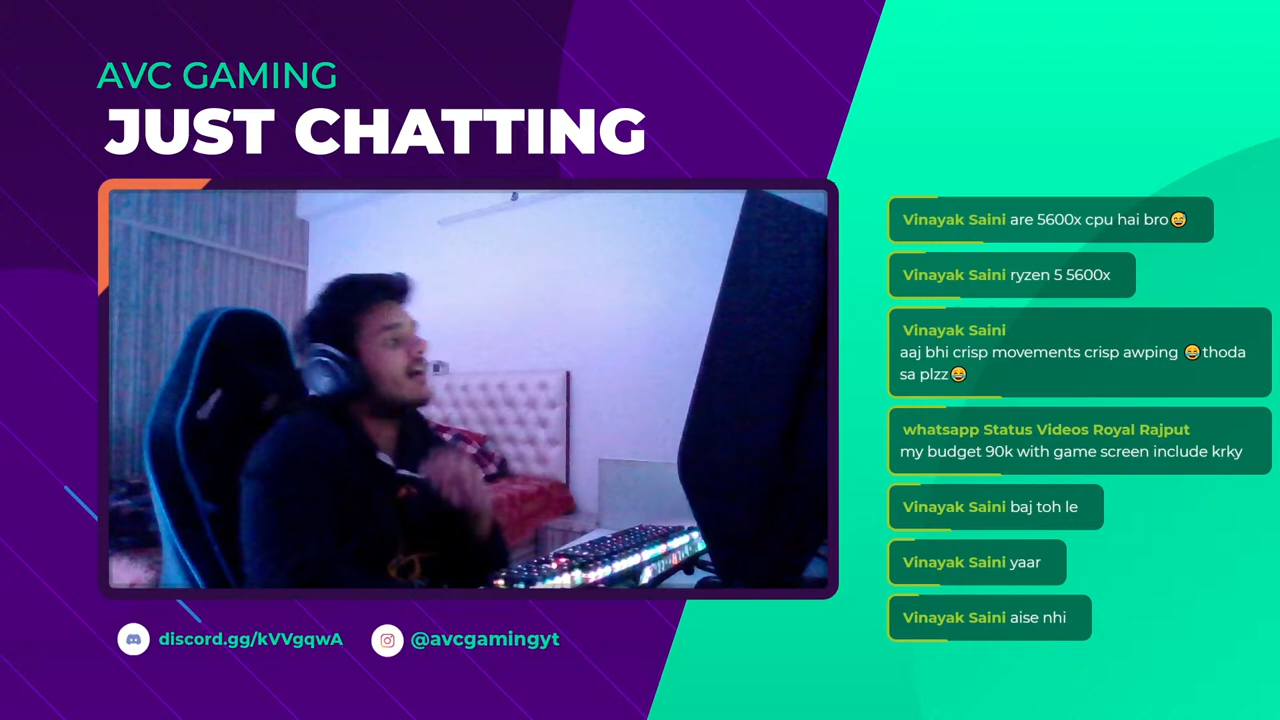 AVC GAMING
JUST CHATTING
Vinayak Saini are 5600x cpu hai bro😅
Vinayak Saini ryzen 5 5600x
Vinayak Saini
aaj bhi crisp movements crisp awping 😂thoda
sa plzz😂
whatsapp Status Videos Royal Rajput
my budget 90k with game screen include krky
Vinayak Saini baj toh le
Vinayak Saini yaar
Vinayak Saini aise nhi
discord.gg/kVVgqwA
@avcgamingyt